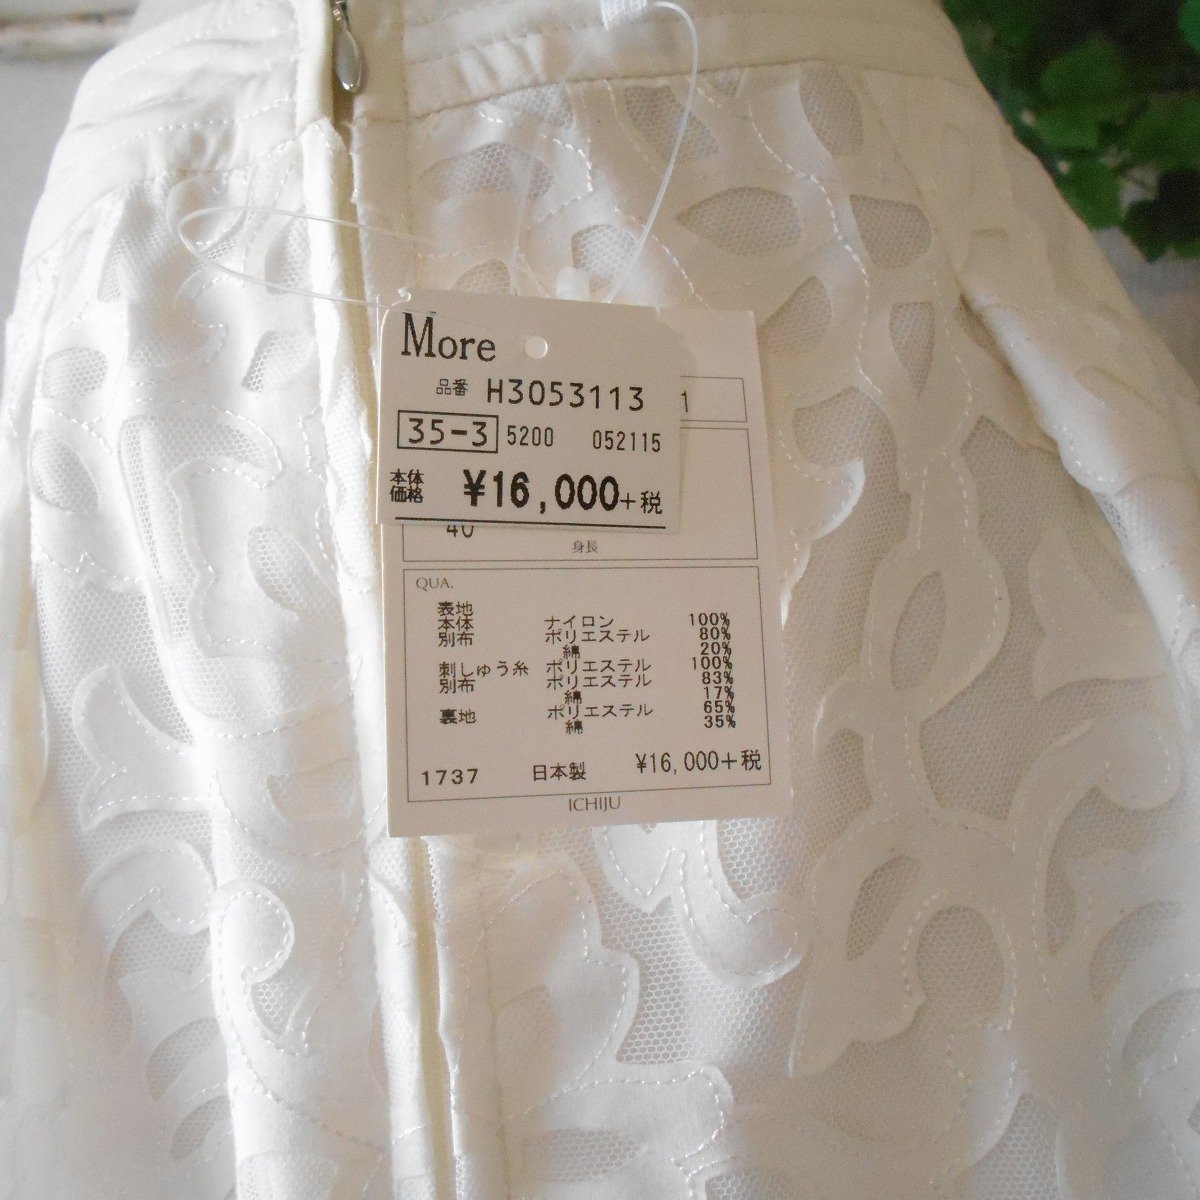 More
品番 H3053113
1
35-3 5200 052115
本体価格 ¥16,000+税
40
身長
QUA.
表地
本体 ナイロン 100%
別布 ポリエステル 80%
綿 20%
刺しゅう糸 ポリエステル 100%
別布 ポリエステル 83%
綿 17%
裏地 ポリエステル 65%
綿 35%
1737 日本製 ¥16,000+税
ICHIJU